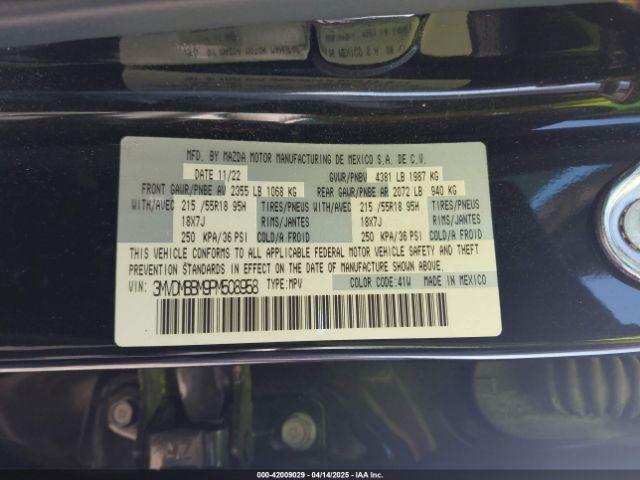 MFD. BY MAZDA MOTOR MANUFACTURING DE MEXICO S.A. DE C.V.
DATE 11/22 GVWR/PNBV 4381 LB 1987 KG
FRONT GAWR/PNBE AV 2355 LB 1068 KG REAR GAWR/PNBE AR 2072 LB 940 KG
WITH/AVEC 215 /55R18 95H TIRES/PNEUS WITH/AVEC 215 /55R18 95H TIRES/PNEUS
18X7J RIMS/JANTES 18X7J RIMS/JANTES
250 KPA/36 PSI COLD/A FROID 250 KPA/36 PSI COLD/A FROID
THIS VEHICLE CONFORMS TO ALL APPLICABLE FEDERAL MOTOR VEHICLE SAFETY AND THEFT
PREVENTION STANDARDS IN EFFECT ON THE DATE OF MANUFACTURE SHOWN ABOVE.
VIN: 3MVDMBBM9PM508958 TYPE: MPV COLOR CODE: 41W MADE IN MEXICO
000-42009029 - 04/14/2025 - IAANJ.COM